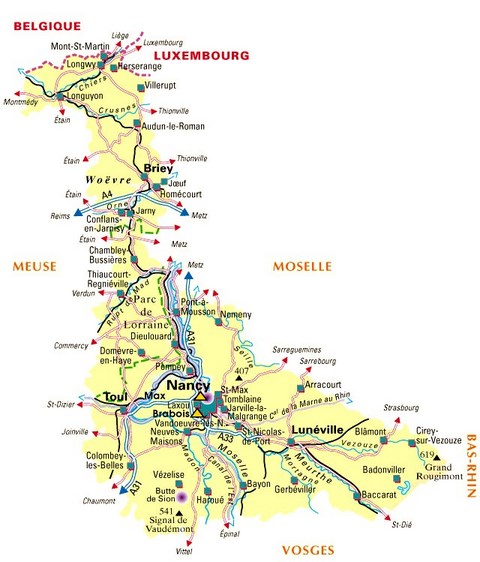 BELGIQUE
Liége
Mont-St-Martin
Luxembourg
LUXEMBOURG
Longwy
Herserange
Chiers
Villerupt
Longuyon
Montmédy
Crusnes
Thionville
Étain
Audun-le-Roman
Étain
Thionville
Briey
Woëvre
Jœuf
Homécourt
Étain
A4
Orne
Reims
Jarny
Metz
Conflans-
en-Jarnisy
Étain
Metz
Chambley-
Bussières
Metz
MEUSE
MOSELLE
Thiaucourt-
Regniéville
Verdun
Rupt de Mad
Parc
de
Lorraine
Pont-à-
Mousson
Nomeny
Dieulouard
A31
Commercy
Seille
Sarreguemines
Domèvre-
en-Haye
Sarrebourg
Pompey
407
Nancy
Arracourt
Toul
Max
St-Max
Tomblaine
St-Dizier
Laxou
Jarville-la-
Malgrange
Cal de la Marne au Rhin
Brabois
Strasbourg
Vandoeuvre-lès-N.
St-Nicolas-
de-Port
Lunéville
Joinville
Neuves-
Maisons
A33
Blâmont
Cirey-
sur-Vezouze
Vezouze
Colombey-
les-Belles
Madon
Moselle
Meurthe
Mortagne
619
Grand
Rougimont
BAS-RHIN
Canal de l'Est
Badonviller
A31
Vézelise
Bayon
Gerbéviller
Chaumont
Butte
de Sion
Haroué
Baccarat
541
Signal de
Vaudémont
St-Dié
Épinal
Vittel
VOSGES